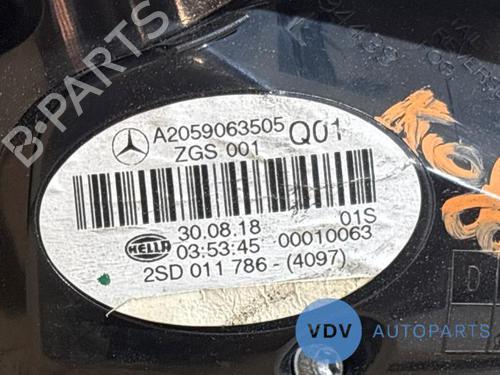 A2059063505 Q01
ZGS 001
30.08.18 01S
HELLA 03:53:45 00010063
2SD 011 786 - (4097)
B-PARTS
VDV AUTOPARTS
D